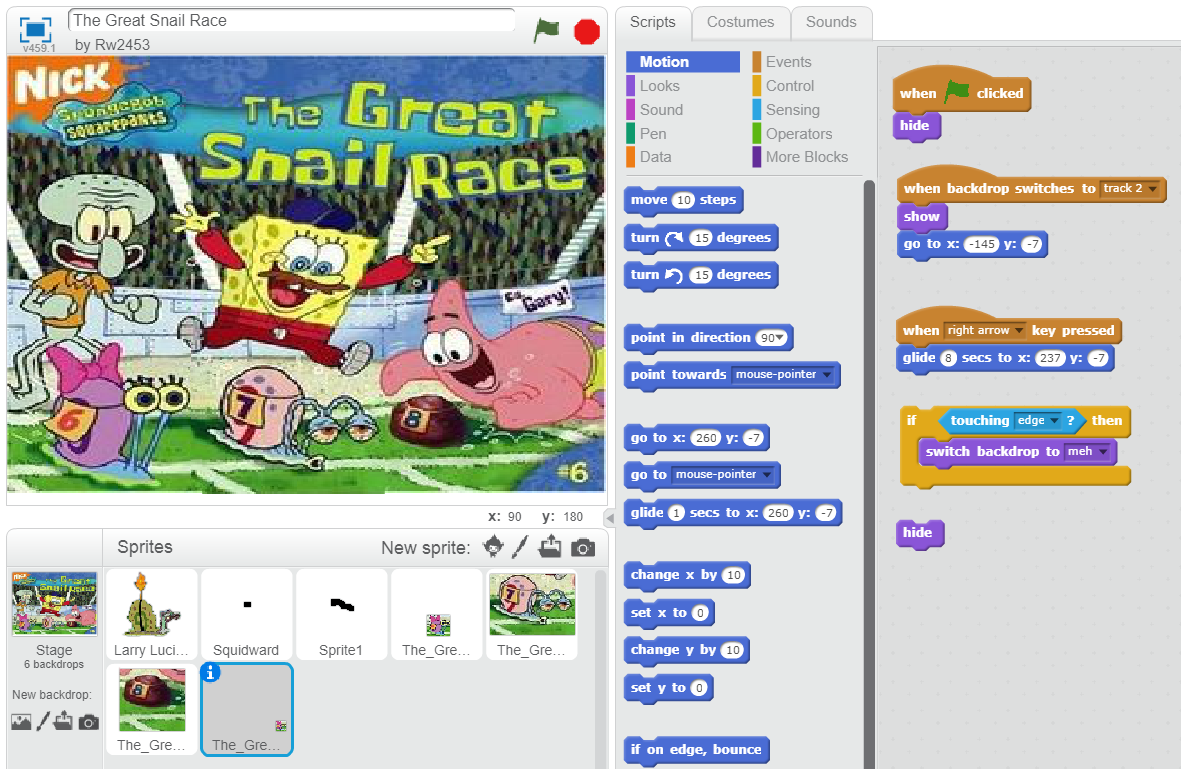 The Great Snail Race
by Rw2453
v459.1
NICK
SpongeBob
SquarePants
The Great
Snail Race
Go, Gary!
6
7
8
#6
x: 90 y: 180
Sprites
New sprite:
Stage
6 backdrops
New backdrop:
Larry Luci...
Squidward
Sprite1
The_Gre...
The_Gre...
The_Gre...
The_Gre...
Scripts
Costumes
Sounds
Motion
Looks
Sound
Pen
Data
Events
Control
Sensing
Operators
More Blocks
move 10 steps
turn 15 degrees
turn 15 degrees
point in direction 90▾
point towards mouse-pointer
go to x: 260 y: -7
go to mouse-pointer
glide 1 secs to x: 260 y: -7
change x by 10
set x to 0
change y by 10
set y to 0
if on edge, bounce
when clicked
hide
when backdrop switches to track 2
show
go to x: -145 y: -7
when right arrow key pressed
glide 8 secs to x: 237 y: -7
if touching edge ? then
switch backdrop to meh
hide